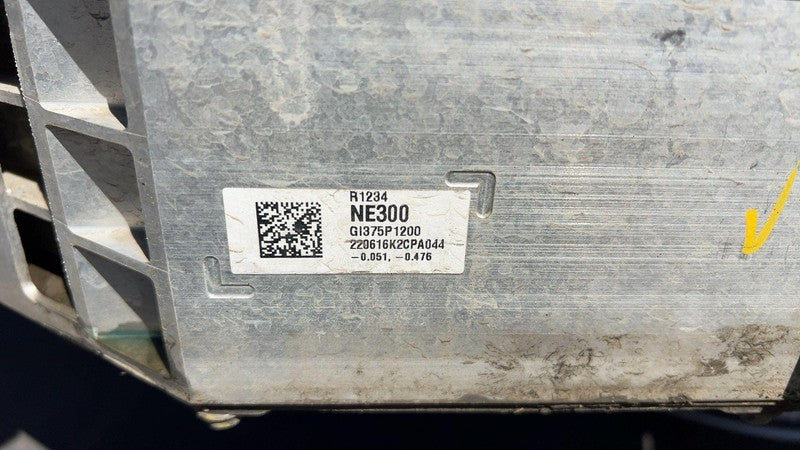 R1234
NE300
GI375P1200
220616K2CPA044
-0.051, -0.476